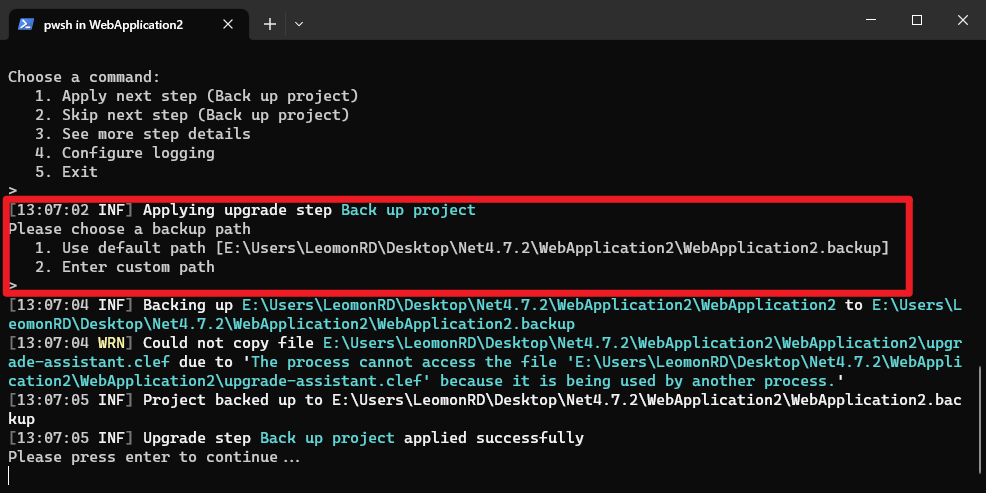 pwsh in WebApplication2
Choose a command:
1. Apply next step (Back up project)
2. Skip next step (Back up project)
3. See more step details
4. Configure logging
5. Exit
>
[13:07:02 INF] Applying upgrade step Back up project
Please choose a backup path
1. Use default path [E:\Users\LeomonRD\Desktop\Net4.7.2\WebApplication2\WebApplication2.backup]
2. Enter custom path
>
[13:07:04 INF] Backing up E:\Users\LeomonRD\Desktop\Net4.7.2\WebApplication2\WebApplication2 to E:\Users\L
eomonRD\Desktop\Net4.7.2\WebApplication2\WebApplication2.backup
[13:07:04 WRN] Could not copy file E:\Users\LeomonRD\Desktop\Net4.7.2\WebApplication2\WebApplication2\upgr
ade-assistant.clef due to 'The process cannot access the file 'E:\Users\LeomonRD\Desktop\Net4.7.2\WebAppli
cation2\WebApplication2\upgrade-assistant.clef' because it is being used by another process.'
[13:07:05 INF] Project backed up to E:\Users\LeomonRD\Desktop\Net4.7.2\WebApplication2\WebApplication2.bac
kup
[13:07:05 INF] Upgrade step Back up project applied successfully
Please press enter to continue...